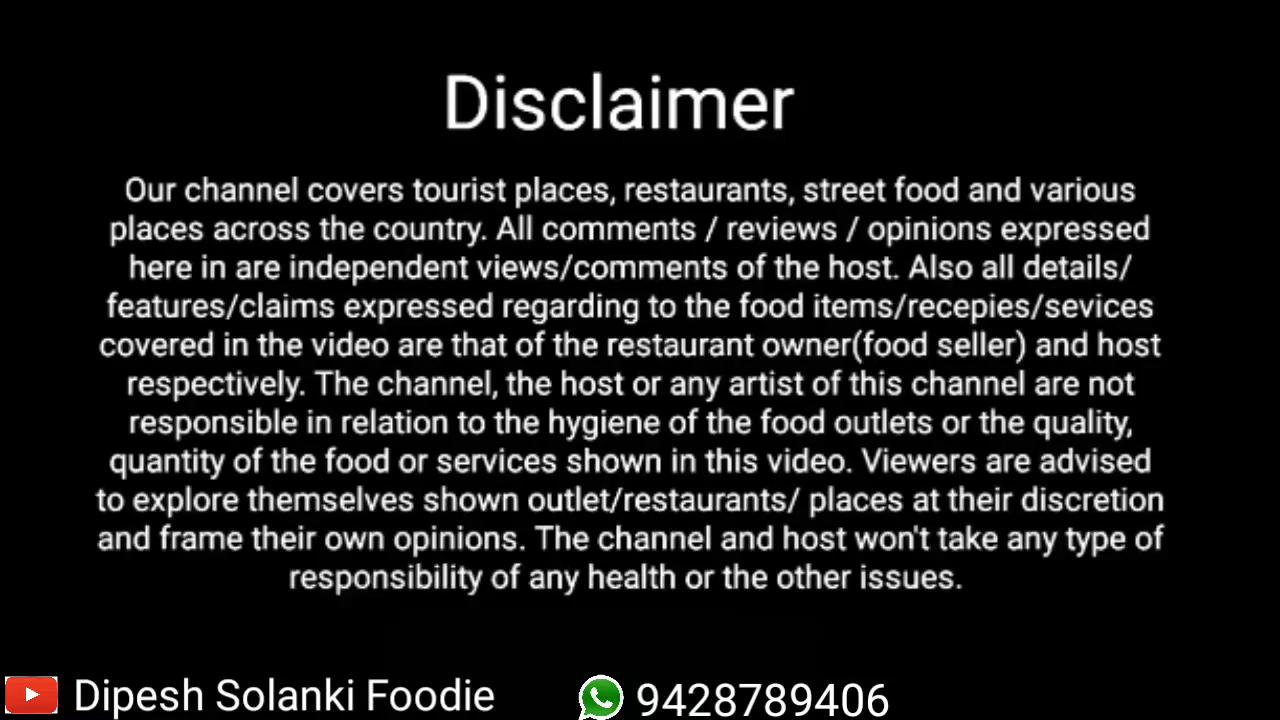 Disclaimer
Our channel covers tourist places, restaurants, street food and various
places across the country. All comments / reviews / opinions expressed
here in are independent views/comments of the host. Also all details/
features/claims expressed regarding to the food items/recepies/sevices
covered in the video are that of the restaurant owner(food seller) and host
respectively. The channel, the host or any artist of this channel are not
responsible in relation to the hygiene of the food outlets or the quality,
quantity of the food or services shown in this video. Viewers are advised
to explore themselves shown outlet/restaurants/ places at their discretion
and frame their own opinions. The channel and host won't take any type of
responsibility of any health or the other issues.
Dipesh Solanki Foodie 9428789406